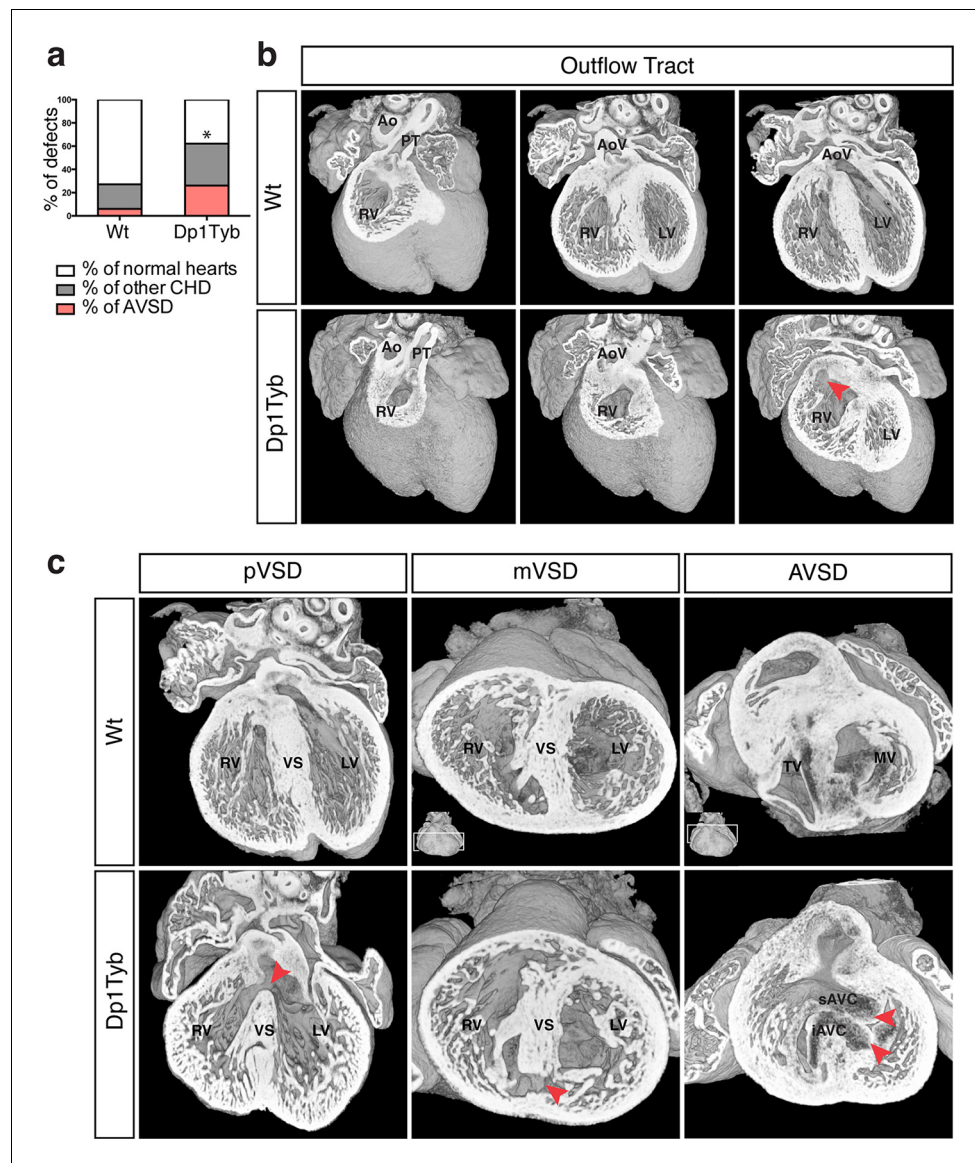 a
% of defects
100
80
60
40
20
0
*
Wt
Dp1Tyb
% of normal hearts
% of other CHD
% of AVSD
b
Outflow Tract
Wt
Ao
PT
RV
AoV
RV
LV
AoV
RV
LV
Dp1Tyb
Ao
PT
RV
AoV
RV
RV
LV
c
pVSD
mVSD
AVSD
Wt
RV
VS
LV
RV
VS
LV
TV
MV
Dp1Tyb
RV
VS
LV
RV
VS
LV
sAVC
iAVC